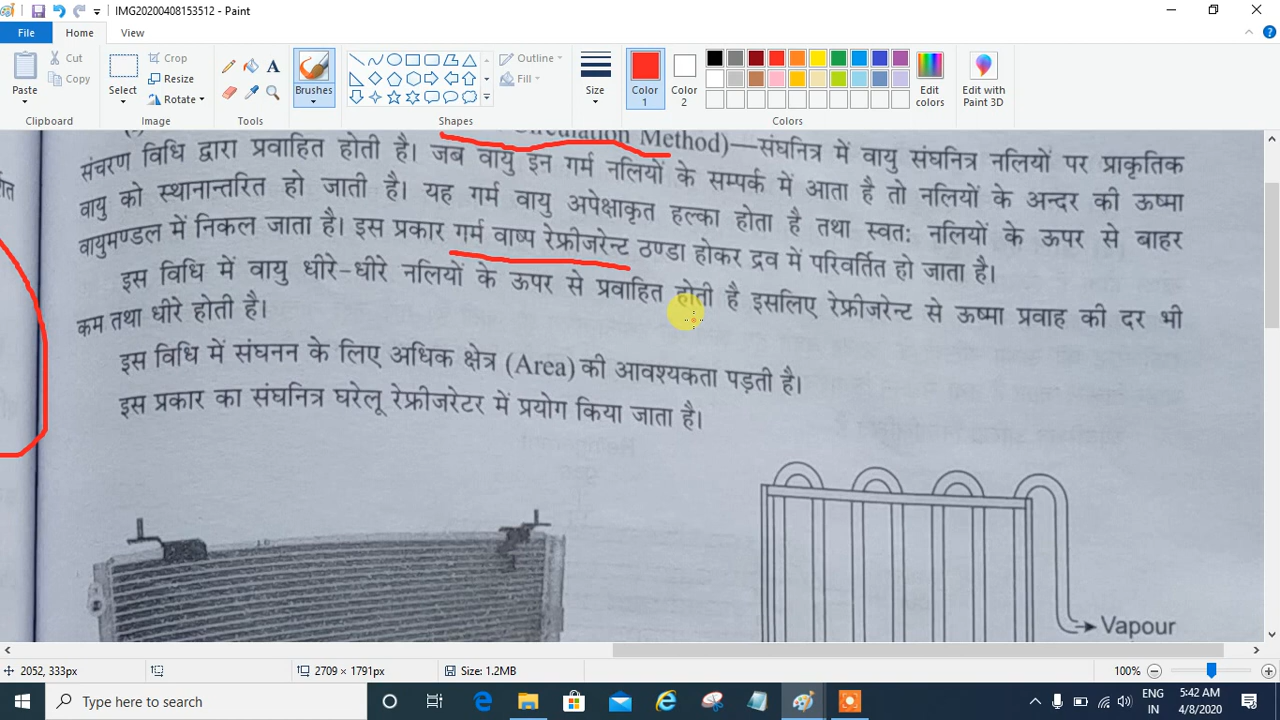 IMG20200408153512 - Paint
File
Home
View
Paste
Cut
Copy
Clipboard
Select
Crop
Resize
Rotate
Image
Tools
Brushes
Shapes
Outline
Fill
Size
Color 1
Color 2
Colors
Edit colors
Edit with Paint 3D
Circulation Method)—संघनित्र में वायु संघनित्र नलियों पर प्राकृतिक
संचरण विधि द्वारा प्रवाहित होती है। जब वायु इन गर्म नलियों के सम्पर्क में आता है तो नलियों के अन्दर की ऊष्मा
वायु को स्थानान्तरित हो जाती है। यह गर्म वायु अपेक्षाकृत हल्का होता है तथा स्वतः नलियों के ऊपर से बाहर
वायुमण्डल में निकल जाता है। इस प्रकार गर्म वाष्प रेफ्रीजरेन्ट ठण्डा होकर द्रव में परिवर्तित हो जाता है।
इस विधि में वायु धीरे-धीरे नलियों के ऊपर से प्रवाहित होती है इसलिए रेफ्रीजरेन्ट से ऊष्मा प्रवाह की दर भी
कम तथा धीरे होती है।
इस विधि में संघनन के लिए अधिक क्षेत्र (Area) की आवश्यकता पड़ती है।
इस प्रकार का संघनित्र घरेलू रेफ्रीजरेटर में प्रयोग किया जाता है।
Vapour
2052, 333px
2709 × 1791px
Size: 1.2MB
100%
Type here to search
ENG
IN
5:42 AM
4/8/2020